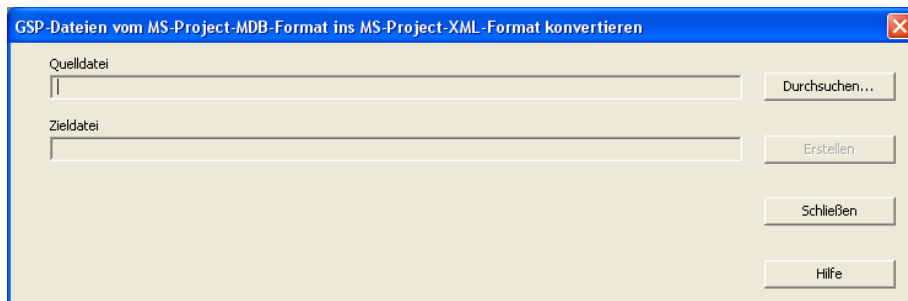 GSP-Dateien vom MS-Project-MDB-Format ins MS-Project-XML-Format konvertieren
Quelldatei
Durchsuchen...
Zieldatei
Erstellen
Schließen
Hilfe